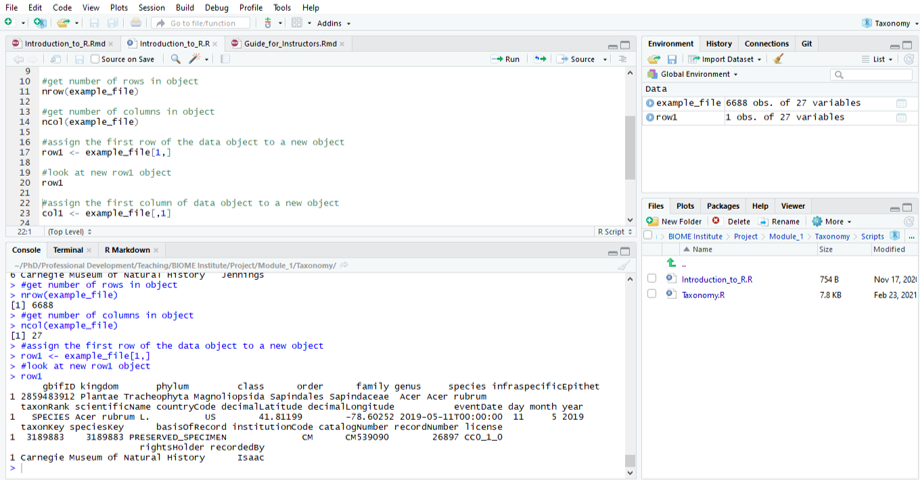 File Edit Code View Plots Session Build Debug Profile Tools Help
Go to file/function Addins Taxonomy
Introduction_to_R.Rmd Introduction_to_R.R Guide_for_Instructors.Rmd
Source on Save Run Source
9
10 #get number of rows in object
11 nrow(example_file)
12
13 #get number of columns in object
14 ncol(example_file)
15
16 #assign the first row of the data object to a new object
17 row1 <- example_file[1,]
18
19 #look at new row1 object
20 row1
21
22 #assign the first column of data object to a new object
23 col1 <- example_file[,1]
24
22:1 (Top Level) R Script
Console Terminal R Markdown
~/PhD/Professional Development/Teaching/BIOME Institute/Project/Module_1/Taxonomy/
6 Carnegie Museum of Natural History Jennings
> #get number of rows in object
> nrow(example_file)
[1] 6688
> #get number of columns in object
> ncol(example_file)
[1] 27
> #assign the first row of the data object to a new object
> row1 <- example_file[1,]
> #look at new row1 object
> row1
gbifID kingdom phylum class order family genus species infraspecificEpithet
1 2859483912 Plantae Tracheophyta Magnoliopsida Sapindales Sapindaceae Acer Acer rubrum
taxonRank scientificName countryCode decimalLatitude decimalLongitude eventDate day month year
1 SPECIES Acer rubrum L. US 41.81199 -78.60252 2019-05-11T00:00:00 11 5 2019
taxonKey speciesKey basisOfRecord institutionCode catalogNumber recordNumber license
1 3189883 3189883 PRESERVED_SPECIMEN CM CM539090 26897 CC0_1_0
rightsHolder recordedBy
1 Carnegie Museum of Natural History Isaac
>
Environment History Connections Git
Import Dataset List
Global Environment
Data
example_file 6688 obs. of 27 variables
row1 1 obs. of 27 variables
Files Plots Packages Help Viewer
New Folder Delete Rename More
BIOME Institute Project Module_1 Taxonomy Scripts ...
Name Size Modified
..
Introduction_to_R.R 754 B Nov 17, 2020
Taxonomy.R 7.8 KB Feb 23, 2021